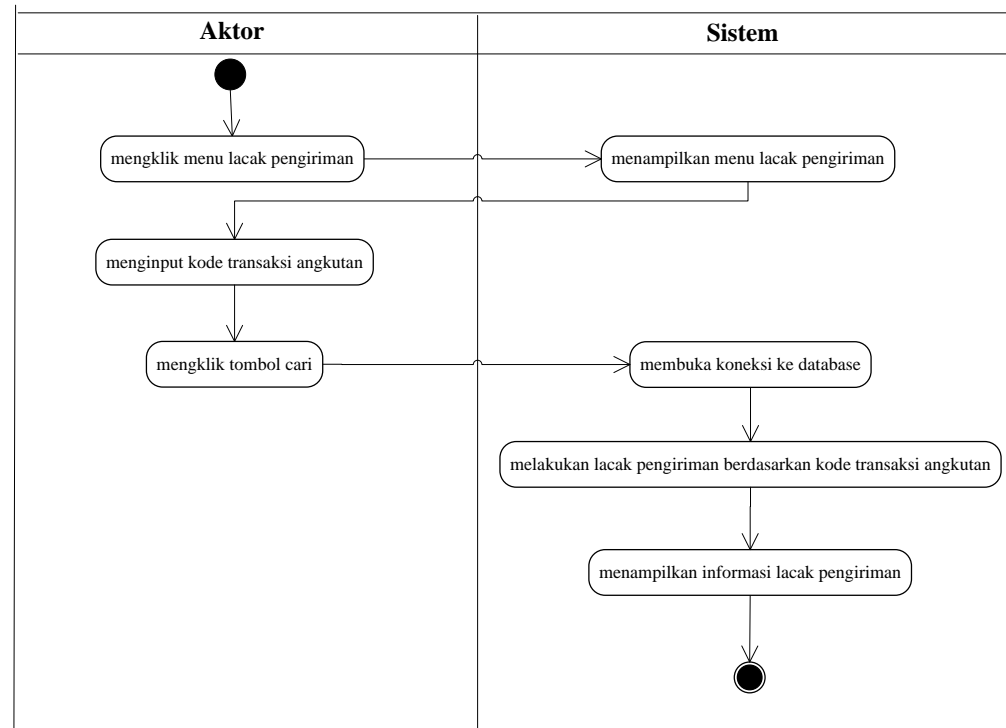 Aktor
Sistem
mengklik menu lacak pengiriman
menampilkan menu lacak pengiriman
menginput kode transaksi angkutan
mengklik tombol cari
membuka koneksi ke database
melakukan lacak pengiriman berdasarkan kode transaksi angkutan
menampilkan informasi lacak pengiriman